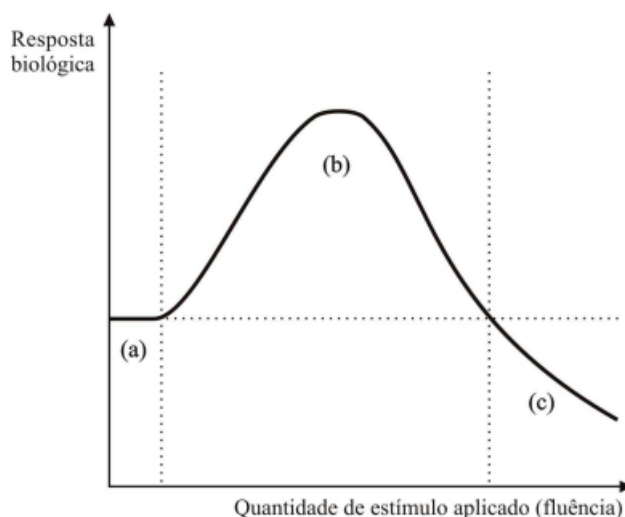 Resposta
biológica
(b)
(a)
(c)
Quantidade de estímulo aplicado (fluência)